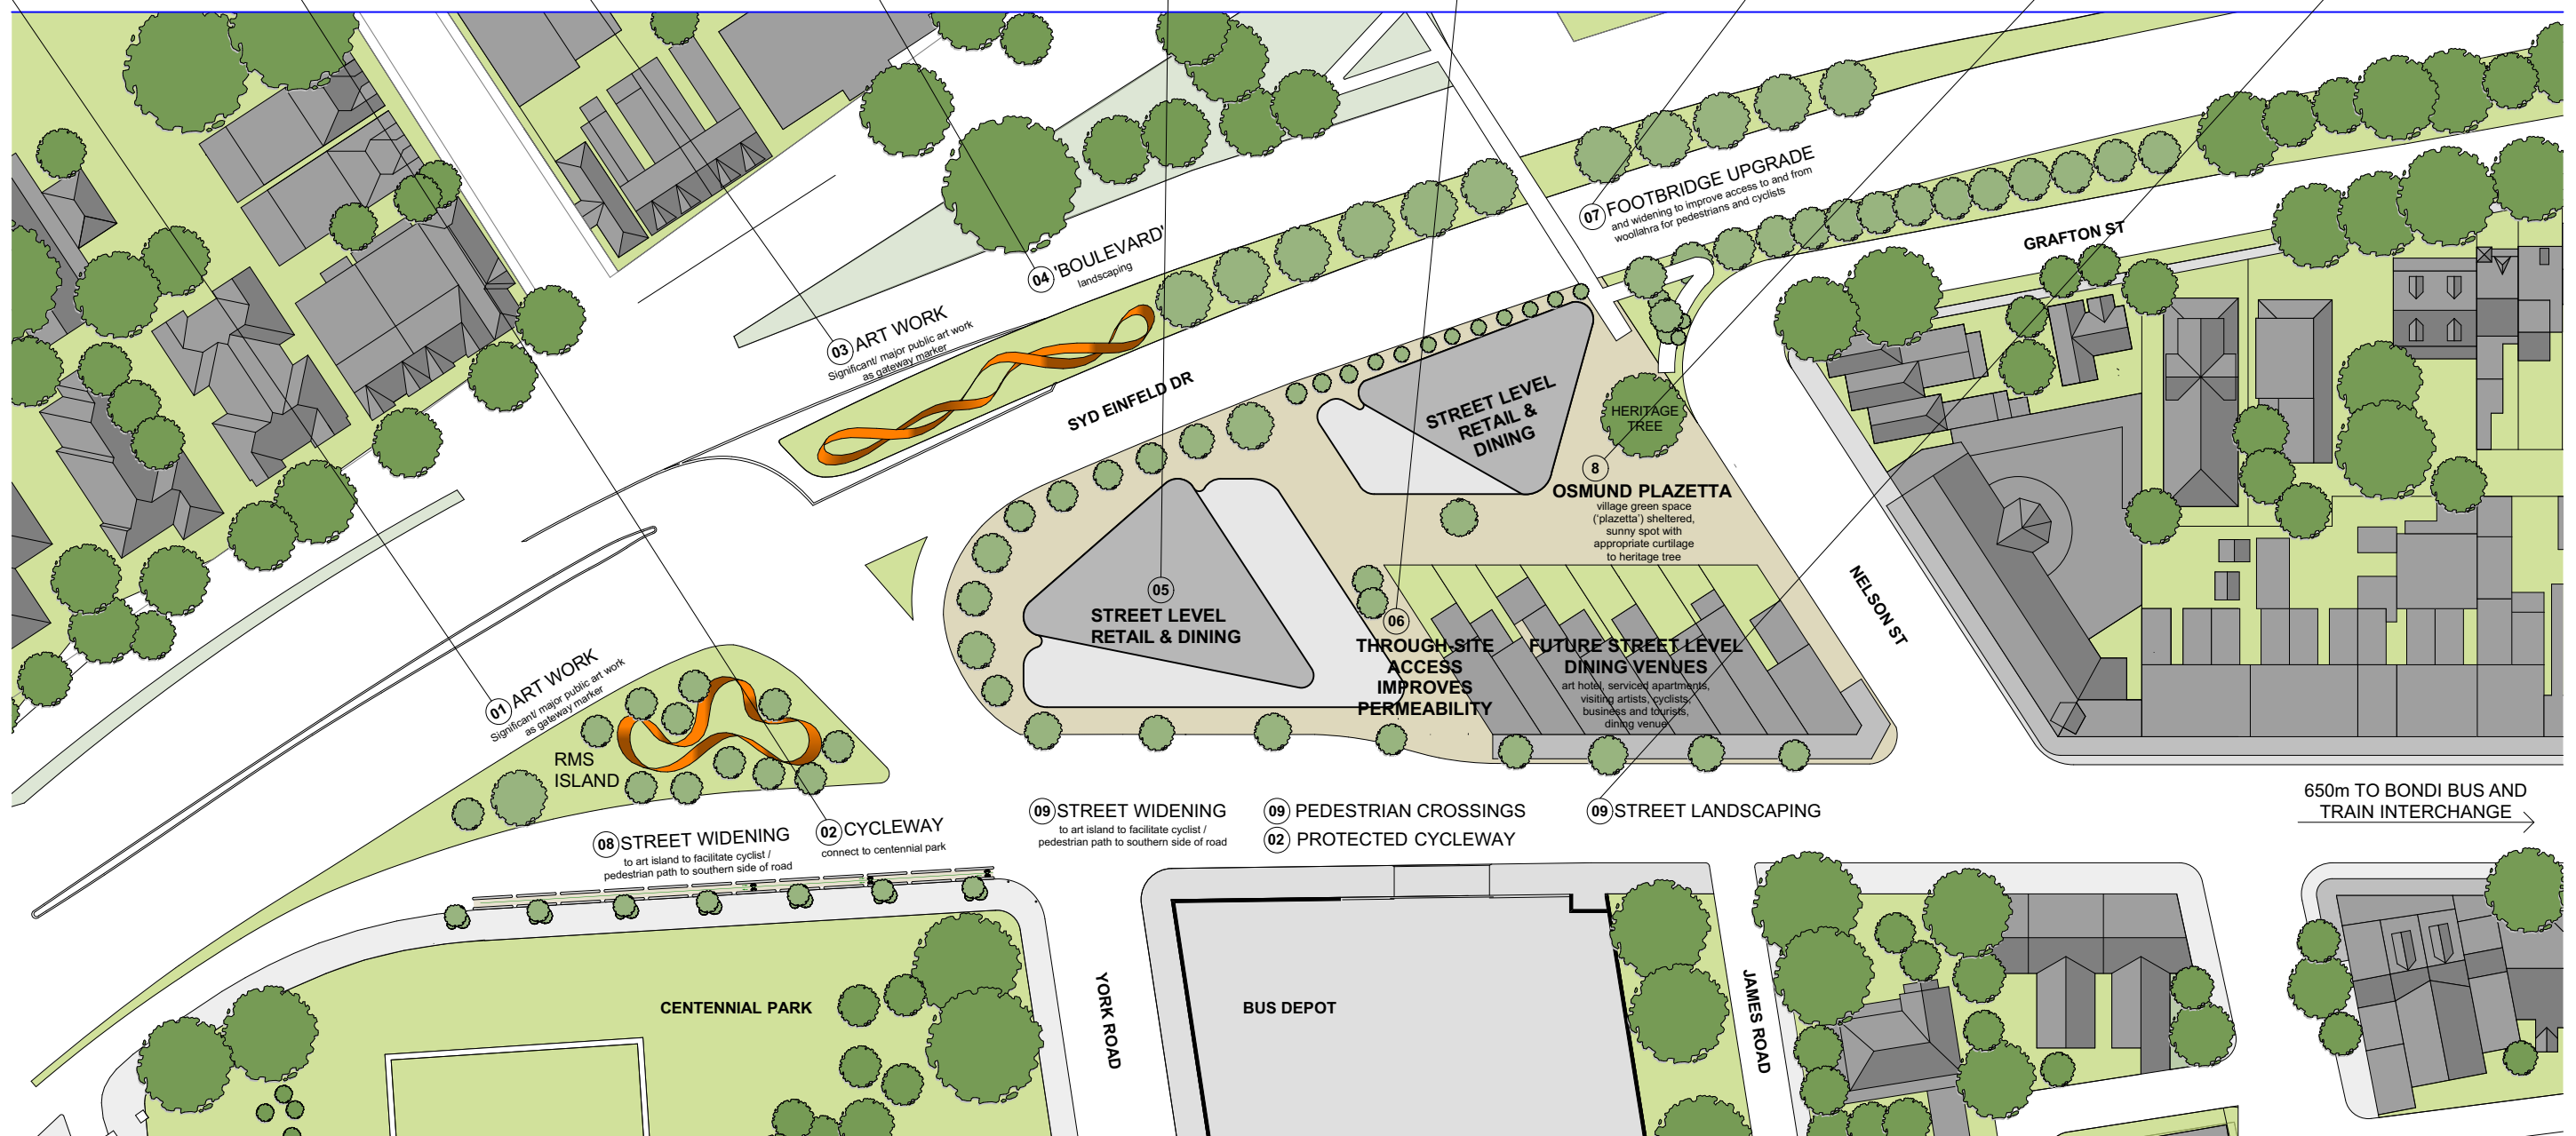 07 FOOTBRIDGE UPGRADE
and widening to improve access to and from
woollahra for pedestrians and cyclists
GRAFTON ST
04 'BOULEVARD'
landscaping
03 ART WORK
Significant/ major public art work
as gateway marker
SYD EINFELD DR
STREET LEVEL
RETAIL &
DINING
HERITAGE
TREE
8
OSMUND PLAZETTA
village green space
('plazetta') sheltered,
sunny spot with
appropriate curtilage
to heritage tree
05
STREET LEVEL
RETAIL & DINING
06
THROUGH-SITE
ACCESS
IMPROVES
PERMEABILITY
FUTURE STREET LEVEL
DINING VENUES
art hotel, serviced apartments,
visiting artists, cyclists,
business and tourists,
dining venue
NELSON ST
01 ART WORK
Significant/ major public art work
as gateway marker
RMS
ISLAND
08 STREET WIDENING
to art island to facilitate cyclist /
pedestrian path to southern side of road
02 CYCLEWAY
connect to centennial park
09 STREET WIDENING
to art island to facilitate cyclist /
pedestrian path to southern side of road
09 PEDESTRIAN CROSSINGS
02 PROTECTED CYCLEWAY
09 STREET LANDSCAPING
650m TO BONDI BUS AND
TRAIN INTERCHANGE
CENTENNIAL PARK
YORK ROAD
BUS DEPOT
JAMES ROAD